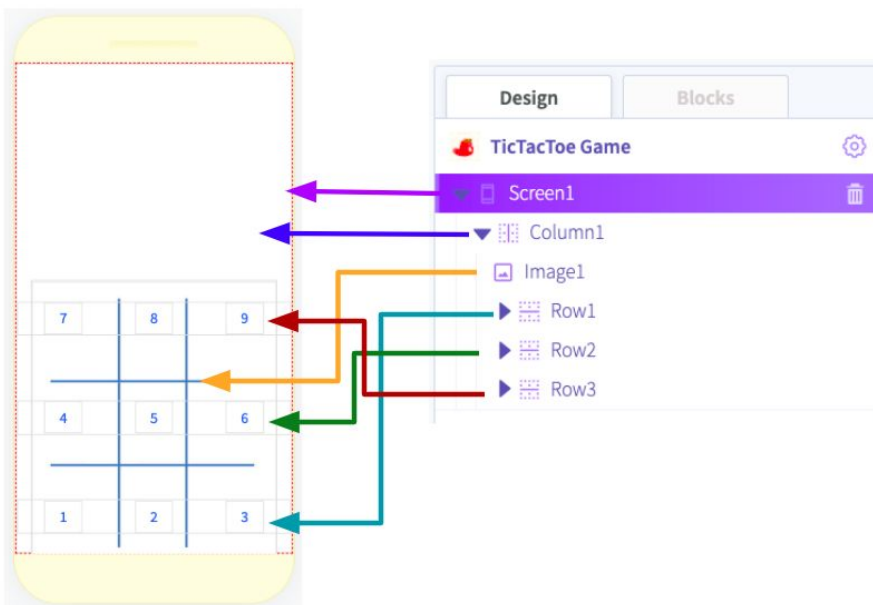 Design Blocks
TicTacToe Game
Screen1
Column1
Image1
Row1
Row2
Row3
7 8 9
4 5 6
1 2 3